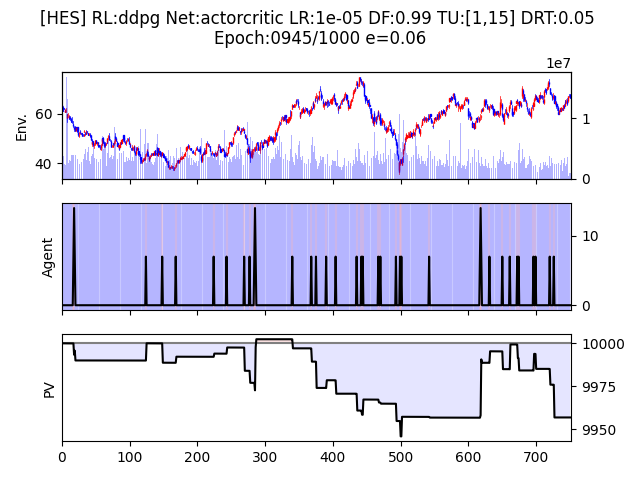 [HES] RL:ddpg Net:actorcritic LR:1e-05 DF:0.99 TU:[1,15] DRT:0.05
Epoch:0945/1000 e=0.06
1e7
Env.
60
40
1
0
Agent
10
0
PV
10000
9975
9950
0 100 200 300 400 500 600 700